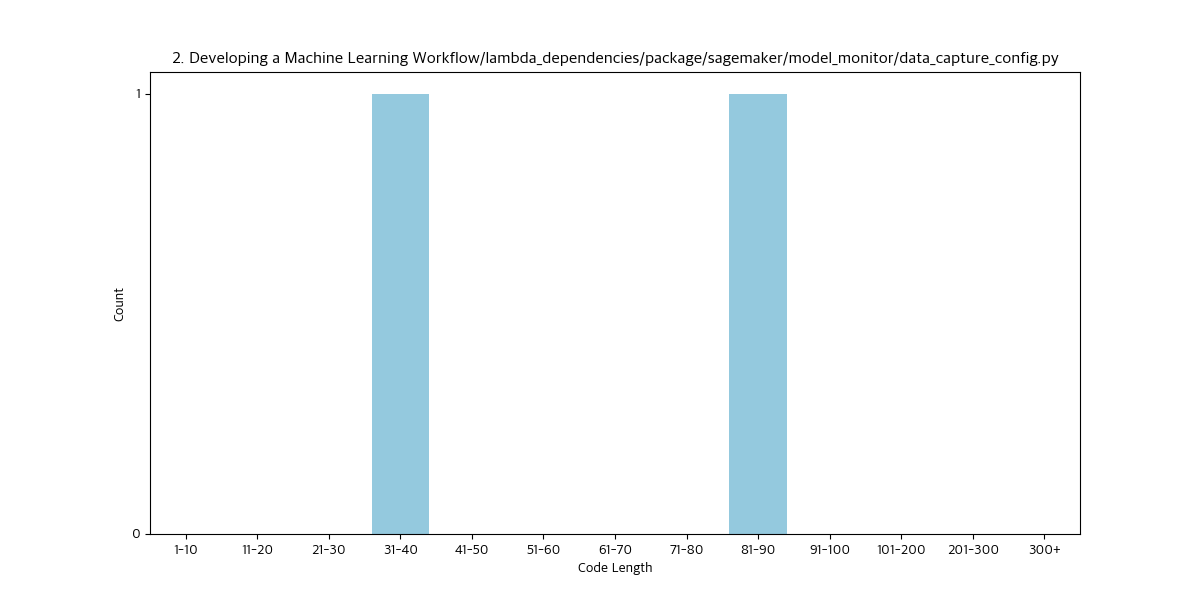 2. Developing a Machine Learning Workflow/lambda_dependencies/package/sagemaker/model_monitor/data_capture_config.py
1
Count
0
1-10 11-20 21-30 31-40 41-50 51-60 61-70 71-80 81-90 91-100 101-200 201-300 300+
Code Length